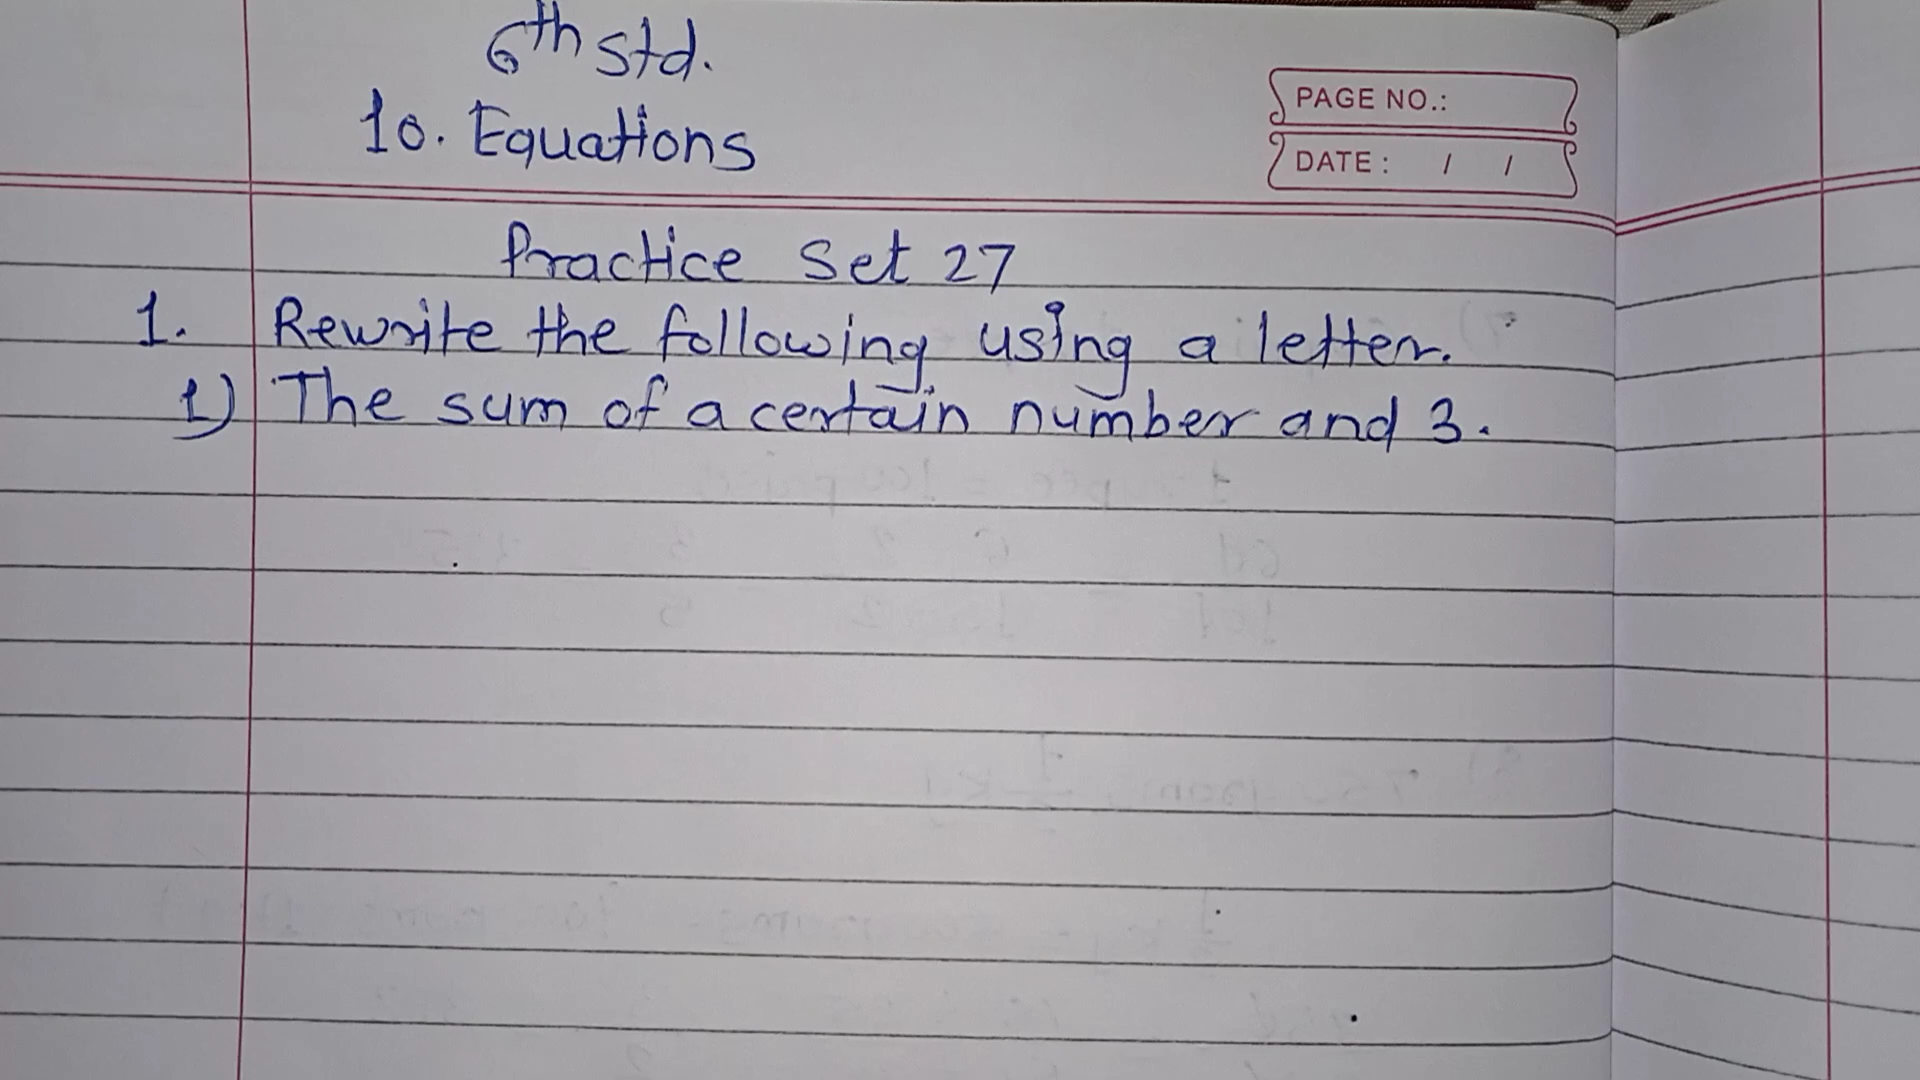 6th std.
10. Equations
PAGE NO.:
DATE : / /
Practice Set 27
1. Rewrite the following using a letter.
1) The sum of a certain number and 3.